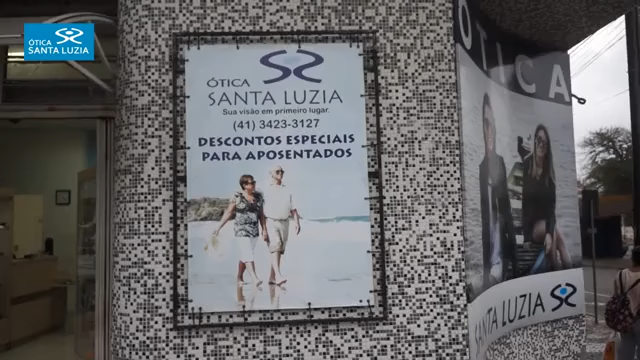 ÓTICA
SANTA LUZIA
ÓTICA
SANTA LUZIA
Sua visão em primeiro lugar.
(41) 3423-3127
DESCONTOS ESPECIAIS
PARA APOSENTADOS
ÓTICA
SANTA LUZIA